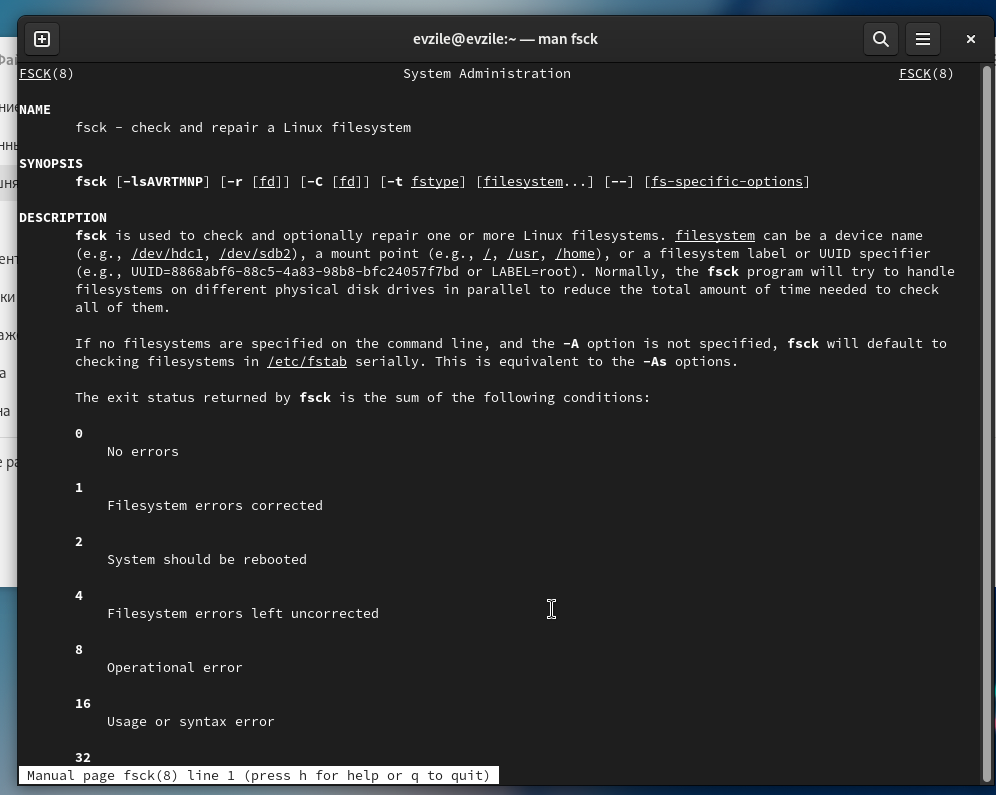 evzile@evzile:~ — man fsck
FSCK(8) System Administration FSCK(8)
NAME
fsck - check and repair a Linux filesystem
SYNOPSIS
fsck [-lsAVRTMNP] [-r [fd]] [-C [fd]] [-t fstype] [filesystem...] [--] [fs-specific-options]
DESCRIPTION
fsck is used to check and optionally repair one or more Linux filesystems. filesystem can be a device name
(e.g., /dev/hdc1, /dev/sdb2), a mount point (e.g., /, /usr, /home), or a filesystem label or UUID specifier
(e.g., UUID=8868abf6-88c5-4a83-98b8-bfc24057f7bd or LABEL=root). Normally, the fsck program will try to handle
filesystems on different physical disk drives in parallel to reduce the total amount of time needed to check
all of them.
If no filesystems are specified on the command line, and the -A option is not specified, fsck will default to
checking filesystems in /etc/fstab serially. This is equivalent to the -As options.
The exit status returned by fsck is the sum of the following conditions:
0
No errors
1
Filesystem errors corrected
2
System should be rebooted
4
Filesystem errors left uncorrected
8
Operational error
16
Usage or syntax error
32
Manual page fsck(8) line 1 (press h for help or q to quit)